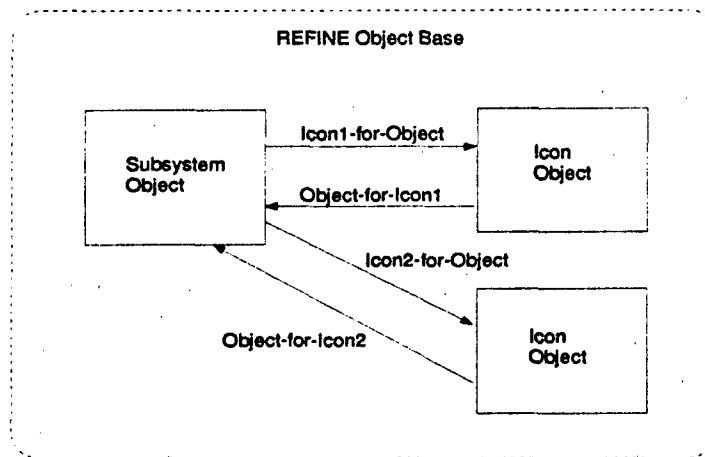 REFINE Object Base
Subsystem
Object
Icon1-for-Object
Icon
Object
Object-for-Icon1
Icon2-for-Object
Object-for-Icon2
Icon
Object